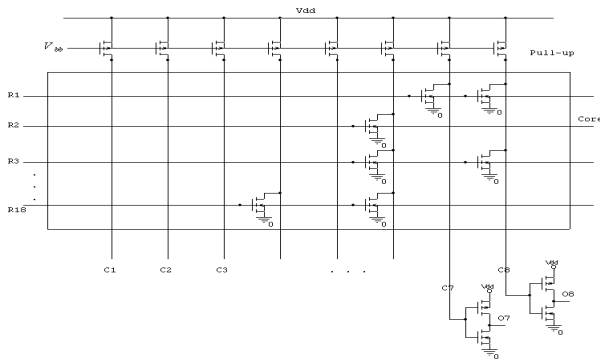 Vdd
Pull-up
R1
0 0
Core
R2
0
R3
0 0
.
.
.
R18
0 0
C1 C2 C3 . . . C8
C7
Vdd
O8
0
Vdd
O7
0